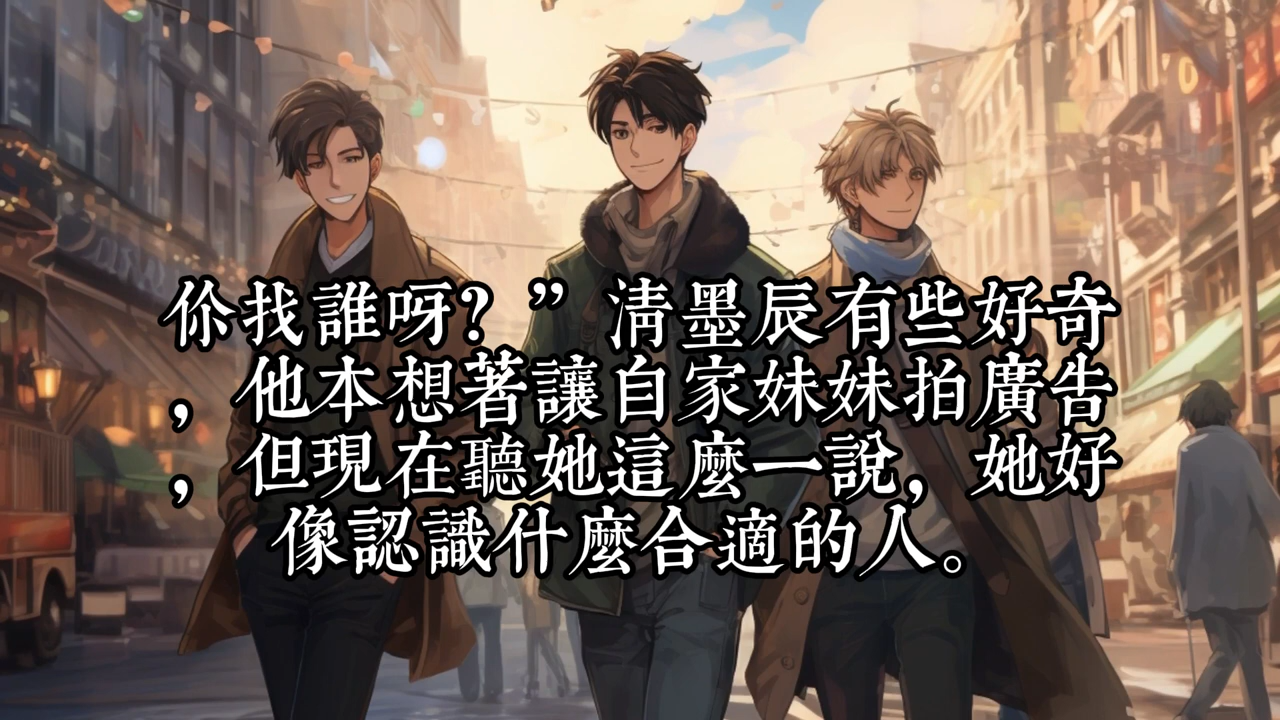 你找誰呀？”清墨辰有些好奇
，他本想著讓自家妹妹拍廣告
，但現在聽她這麼一說，她好
像認識什麼合適的人。